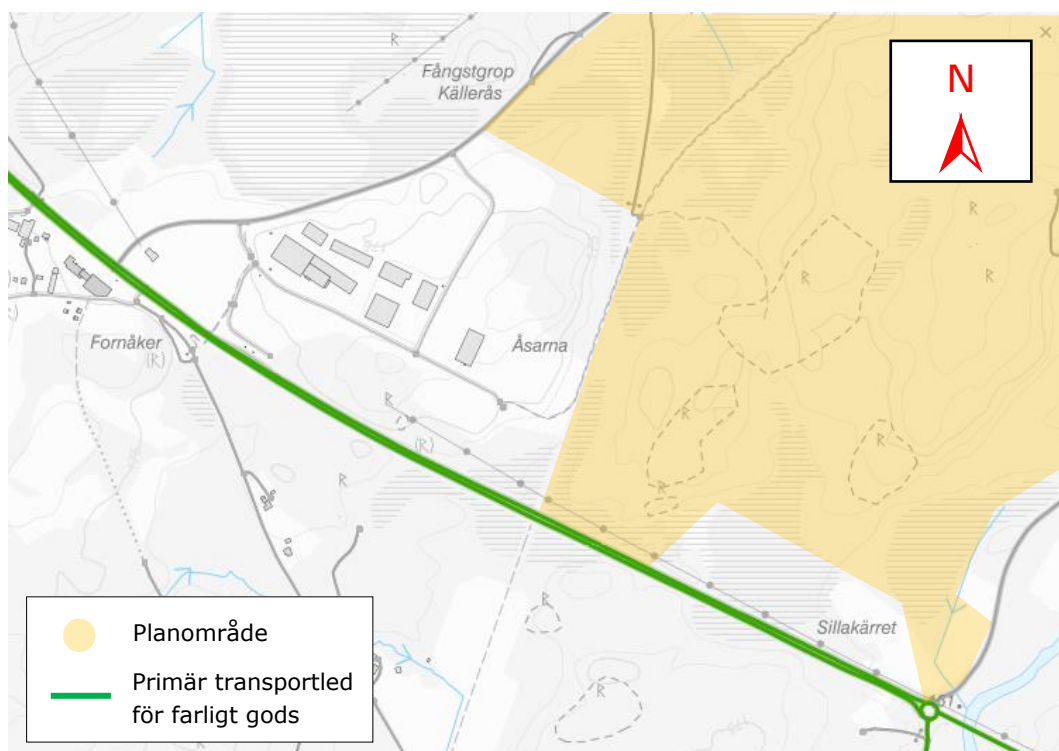 R
Fångstgrop
Källerås
N
R
R
R
Åsarna
Fornåker
(R)
R
(R)
R
R
R
R
R
Sillakärret
R
Planområde
Primär transportled
för farligt gods